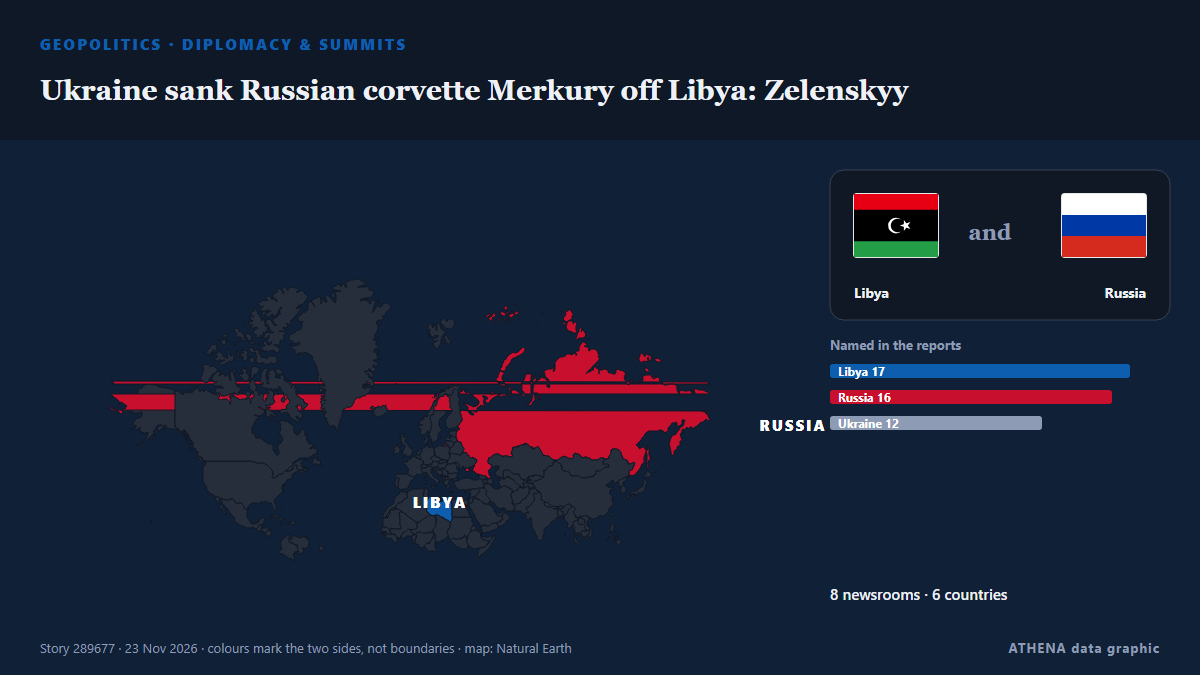 GEOPOLITICS · DIPLOMACY & SUMMITS
Ukraine sank Russian corvette Merkury off Libya: Zelenskyy
and
Libya
Russia
Named in the reports
Libya 17
Russia 16
Ukraine 12
RUSSIA
LIBYA
8 newsrooms · 6 countries
Story 289677 · 23 Nov 2026 · colours mark the two sides, not boundaries · map: Natural Earth
ATHENA data graphic